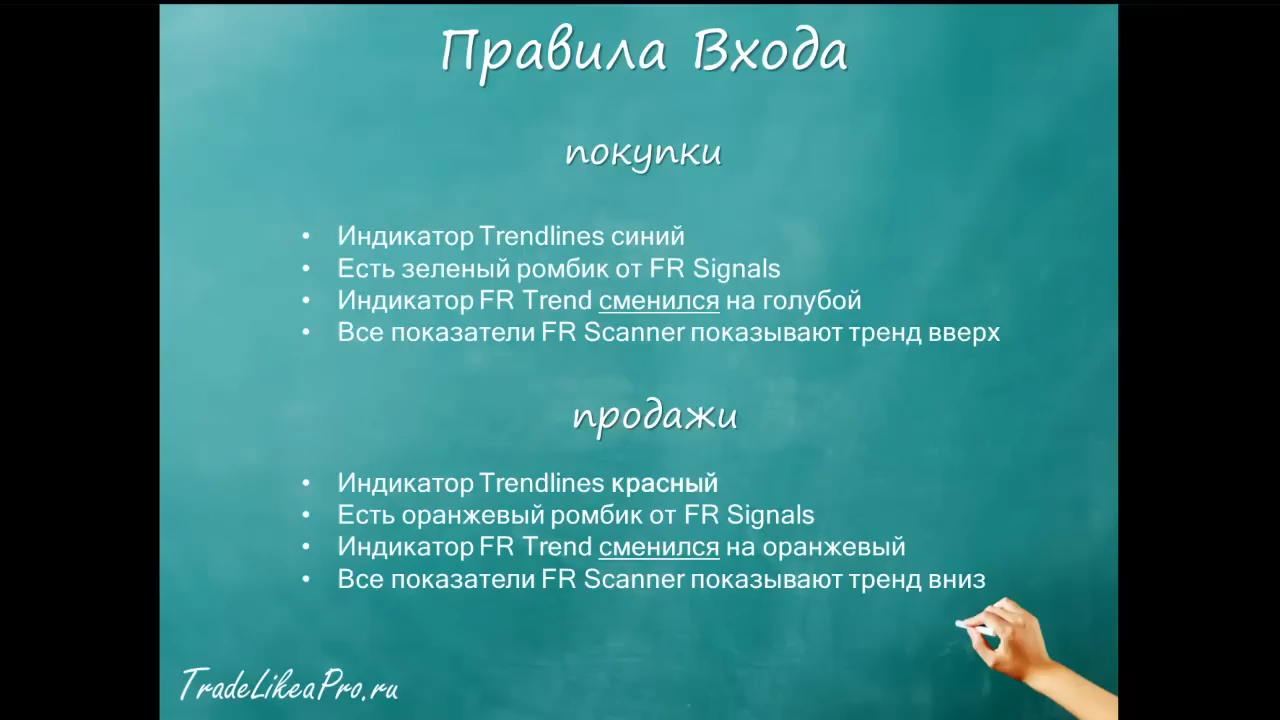 Правила Входа
покупки
• Индикатор Trendlines синий
• Есть зеленый ромбик от FR Signals
• Индикатор FR Trend сменился на голубой
• Все показатели FR Scanner показывают тренд вверх
продажи
• Индикатор Trendlines красный
• Есть оранжевый ромбик от FR Signals
• Индикатор FR Trend сменился на оранжевый
• Все показатели FR Scanner показывают тренд вниз
TradeLikeaPro.ru